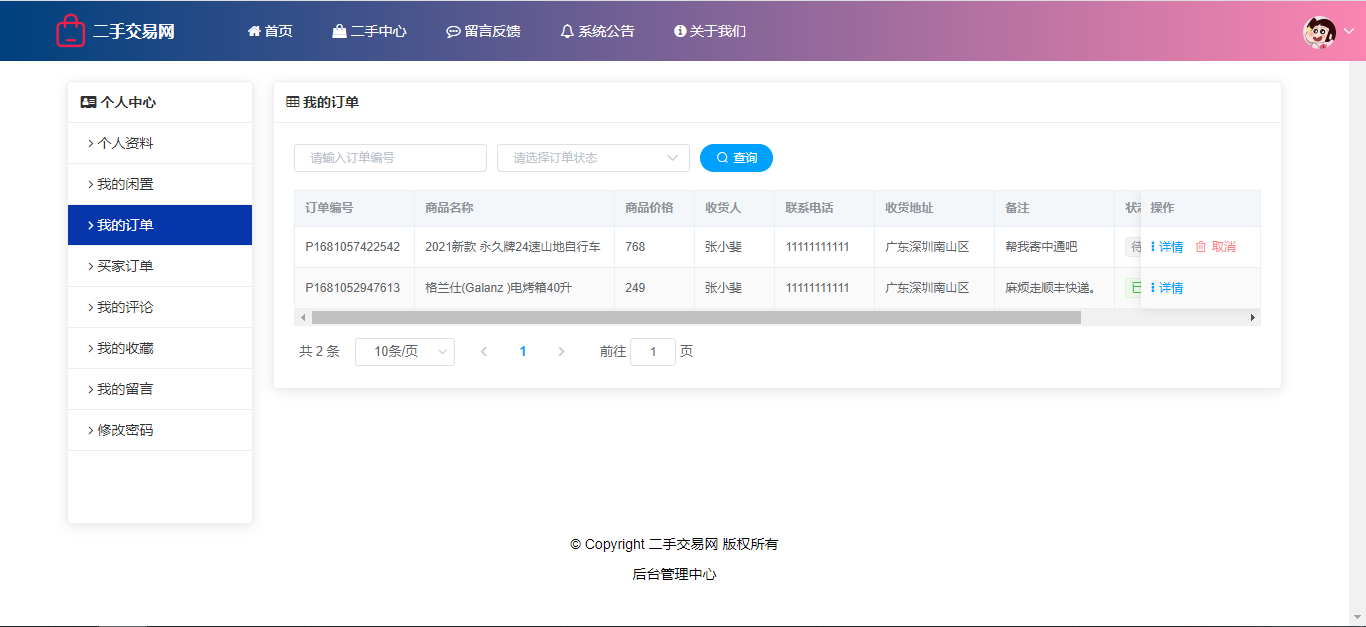 二手交易网 首页 二手中心 留言反馈 系统公告 关于我们
个人中心
个人资料
我的闲置
我的订单
买家订单
我的评论
我的收藏
我的留言
修改密码
我的订单
请输入订单编号 请选择订单状态 查询
订单编号 商品名称 商品价格 收货人 联系电话 收货地址 备注 状 操作
P1681057422542 2021新款 永久牌24速山地自行车 768 张小斐 11111111111 广东深圳南山区 帮我寄中通吧 待 详情 取消
P1681052947613 格兰仕(Galanz )电烤箱40升 249 张小斐 11111111111 广东深圳南山区 麻烦走顺丰快递。 已 详情
共 2 条 10条/页 1 前往 1 页
© Copyright 二手交易网 版权所有
后台管理中心